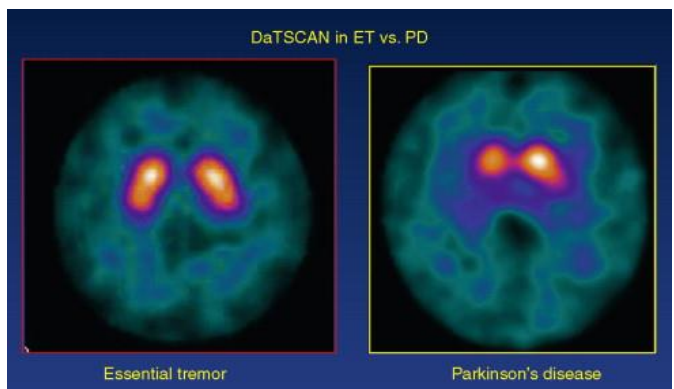 DaTSCAN in ET vs. PD
Essential tremor
Parkinson's disease